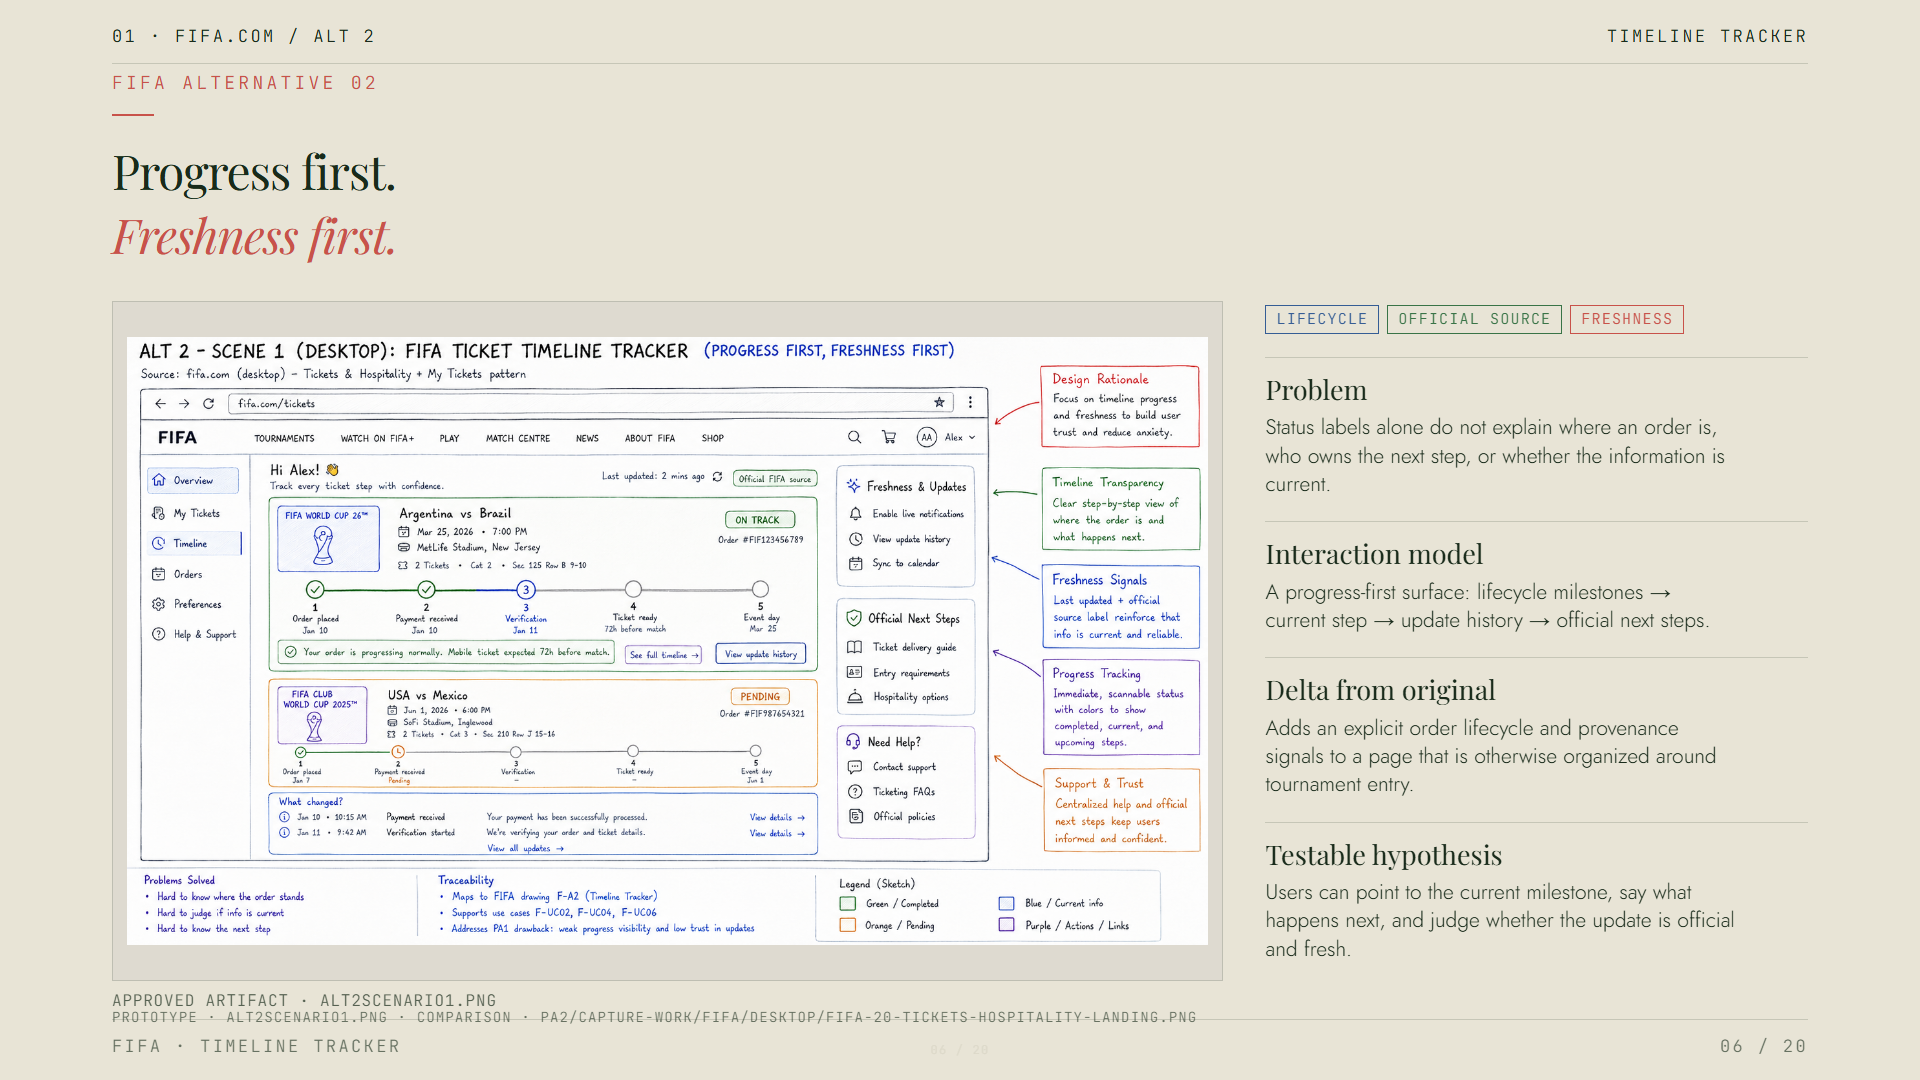 01 · FIFA.COM / ALT 2
TIMELINE TRACKER
FIFA ALTERNATIVE 02
Progress first.
Freshness first.
ALT 2 - SCENE 1 (DESKTOP): FIFA TICKET TIMELINE TRACKER (PROGRESS FIRST, FRESHNESS FIRST)
Source: fifa.com (desktop) - Tickets & Hospitality + My Tickets pattern
fifa.com/tickets
FIFA TOURNAMENTS WATCH ON FIFA+ PLAY MATCH CENTRE NEWS ABOUT FIFA SHOP AA Alex
Overview
My Tickets
Timeline
Orders
Preferences
Help & Support
Hi Alex! 👋
Track every ticket step with confidence.
Last updated: 2 mins ago
Official FIFA source
FIFA WORLD CUP 26™
Argentina vs Brazil
Mar 25, 2026 • 7:00 PM
MetLife Stadium, New Jersey
2 Tickets • Cat 2 • Sec 125 Row B 9-10
ON TRACK
Order #FIF123456789
3
1 2 3 4 5
Order placed Payment received Verification Ticket ready Event day
Jan 10 Jan 10 Jan 11 72h before match Mar 25
Your order is progressing normally. Mobile ticket expected 72h before match.
See full timeline →
View update history
FIFA CLUB
WORLD CUP 2025™
USA vs Mexico
Jun 1, 2026 • 6:00 PM
SoFi Stadium, Inglewood
2 Tickets • Cat 3 • Sec 210 Row J 15-16
PENDING
Order #FIF987654321
1 2 3 4 5
Order placed Payment received Verification Ticket ready Event day
Jan 7 Pending - - Jun 1
What changed?
Jan 10 • 10:15 AM Payment received Your payment has been successfully processed. View details →
Jan 11 • 9:42 AM Verification started We're verifying your order and ticket details. View details →
View all updates →
Freshness & Updates
Enable live notifications
View update history
Sync to calendar
Official Next Steps
Ticket delivery guide
Entry requirements
Hospitality options
Need Help?
Contact support
Ticketing FAQs
Official policies
Design Rationale
Focus on timeline progress
and freshness to build user
trust and reduce anxiety.
Timeline Transparency
Clear step-by-step view of
where the order is and
what happens next.
Freshness Signals
Last updated + official
source label reinforce that
info is current and reliable.
Progress Tracking
Immediate, scannable status
with colors to show
completed, current, and
upcoming steps.
Support & Trust
Centralized help and official
next steps keep users
informed and confident.
Problems Solved
• Hard to know where the order stands
• Hard to judge if info is current
• Hard to know the next step
Traceability
• Maps to FIFA drawing F-A2 (Timeline Tracker)
• Supports use cases F-UC02, F-UC04, F-UC06
• Addresses PA1 drawback: weak progress visibility and low trust in updates
Legend (Sketch)
Green / Completed
Blue / Current info
Orange / Pending
Purple / Actions / Links
LIFECYCLE
OFFICIAL SOURCE
FRESHNESS
Problem
Status labels alone do not explain where an order is,
who owns the next step, or whether the information is
current.
Interaction model
A progress-first surface: lifecycle milestones →
current step → update history → official next steps.
Delta from original
Adds an explicit order lifecycle and provenance
signals to a page that is otherwise organized around
tournament entry.
Testable hypothesis
Users can point to the current milestone, say what
happens next, and judge whether the update is official
and fresh.
APPROVED ARTIFACT · ALT2SCENARIO1.PNG
PROTOTYPE · ALT2SCENARIO1.PNG · COMPARISON · PA2/CAPTURE-WORK/FIFA/DESKTOP/FIFA-20-TICKETS-HOSPITALITY-LANDING.PNG
FIFA · TIMELINE TRACKER
06 / 20
06 / 20